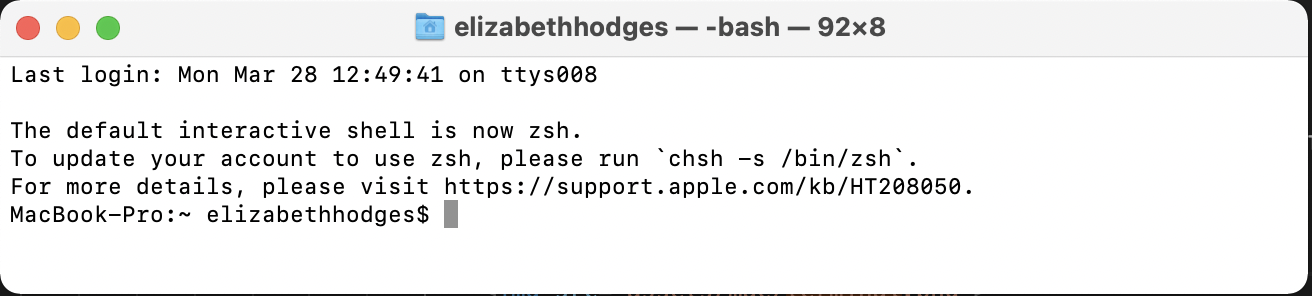 elizabethhodges — -bash — 92×8
Last login: Mon Mar 28 12:49:41 on ttys008
The default interactive shell is now zsh.
To update your account to use zsh, please run `chsh -s /bin/zsh`.
For more details, please visit https://support.apple.com/kb/HT208050.
MacBook-Pro:~ elizabethhodges$